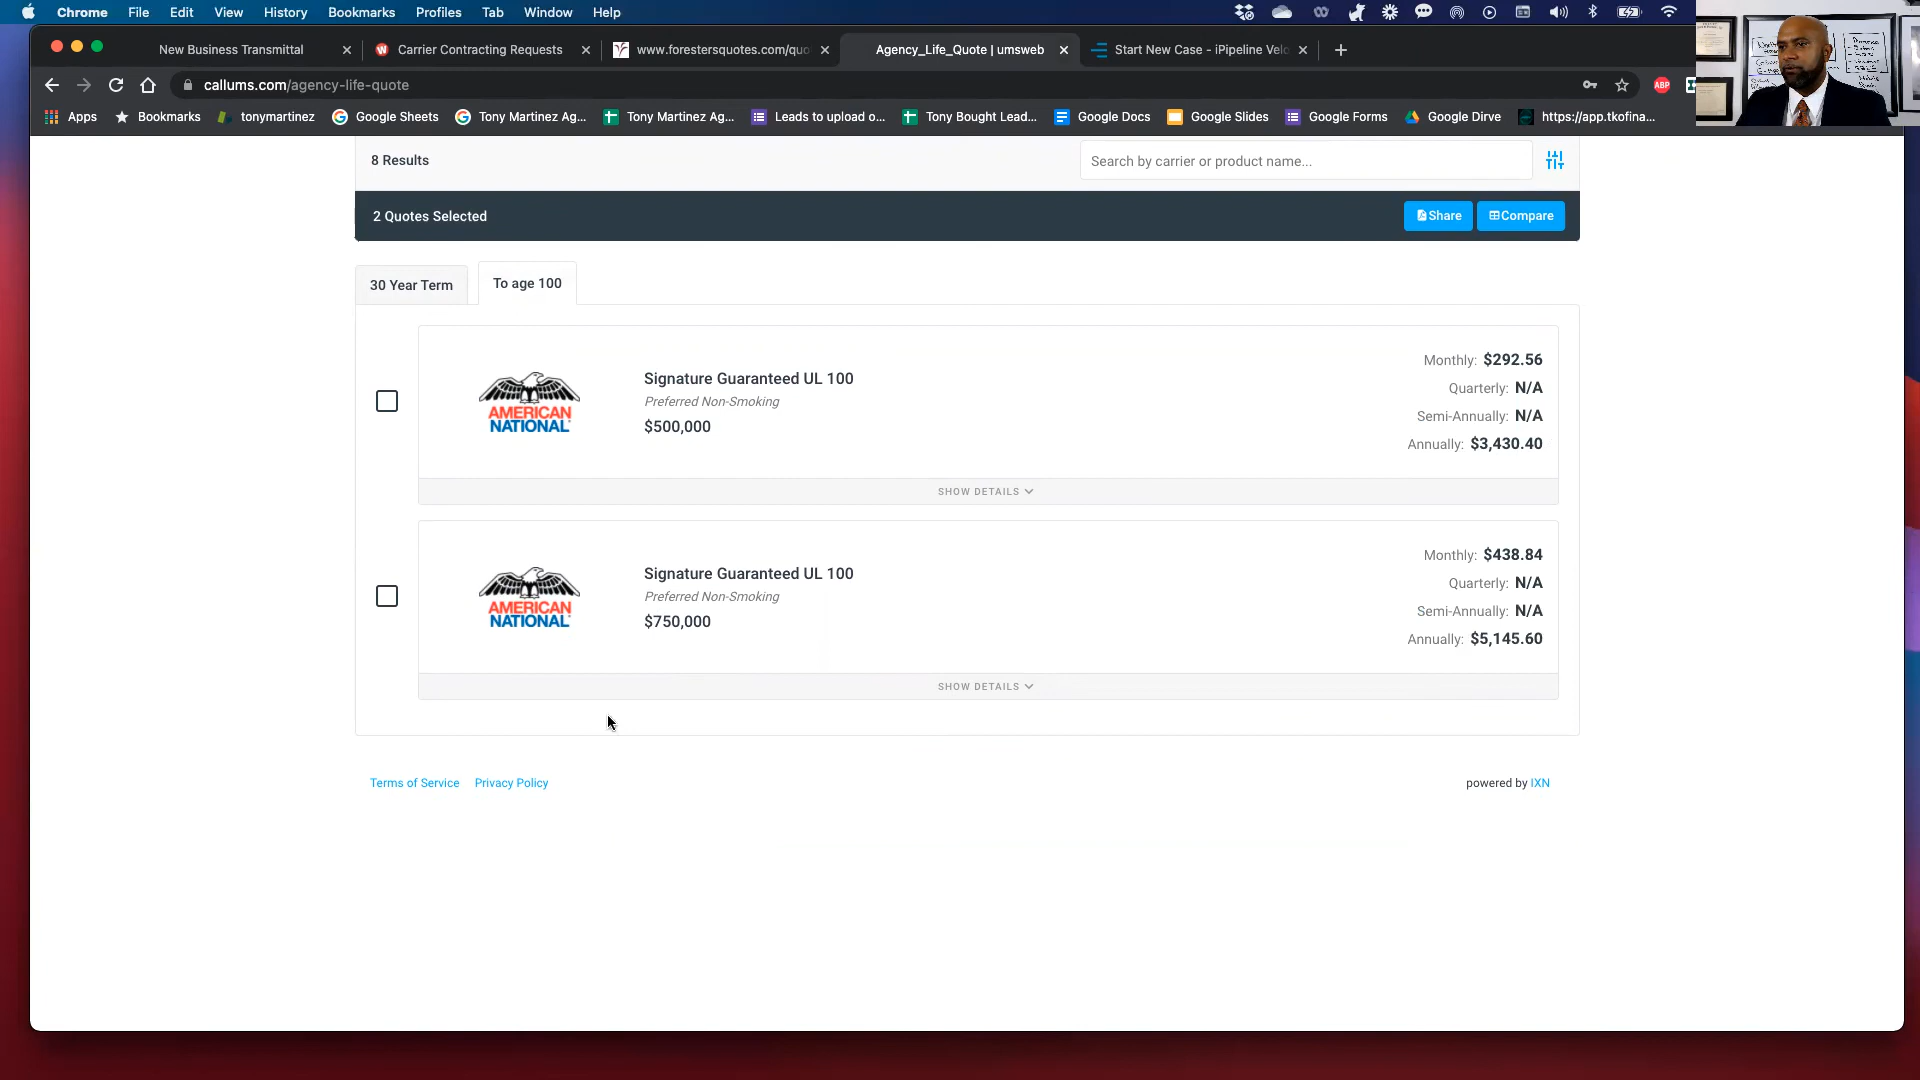 Chrome File Edit View History Bookmarks Profiles Tab Window Help
New Business Transmittal
Carrier Contracting Requests
www.forestersquotes.com/quo
Agency_Life_Quote | umsweb
Start New Case - iPipeline Velo
callums.com/agency-life-quote
ABP
Apps Bookmarks tonymartinez Google Sheets Tony Martinez Ag... Tony Martinez Ag... Leads to upload o... Tony Bought Lead... Google Docs Google Slides Google Forms Google Dirve https://app.tkofina...
8 Results
Search by carrier or product name...
2 Quotes Selected
Share
Compare
30 Year Term
To age 100
AMERICAN
NATIONAL
Signature Guaranteed UL 100
Preferred Non-Smoking
$500,000
Monthly: $292.56
Quarterly: N/A
Semi-Annually: N/A
Annually: $3,430.40
SHOW DETAILS
AMERICAN
NATIONAL
Signature Guaranteed UL 100
Preferred Non-Smoking
$750,000
Monthly: $438.84
Quarterly: N/A
Semi-Annually: N/A
Annually: $5,145.60
SHOW DETAILS
Terms of Service Privacy Policy
powered by IXN